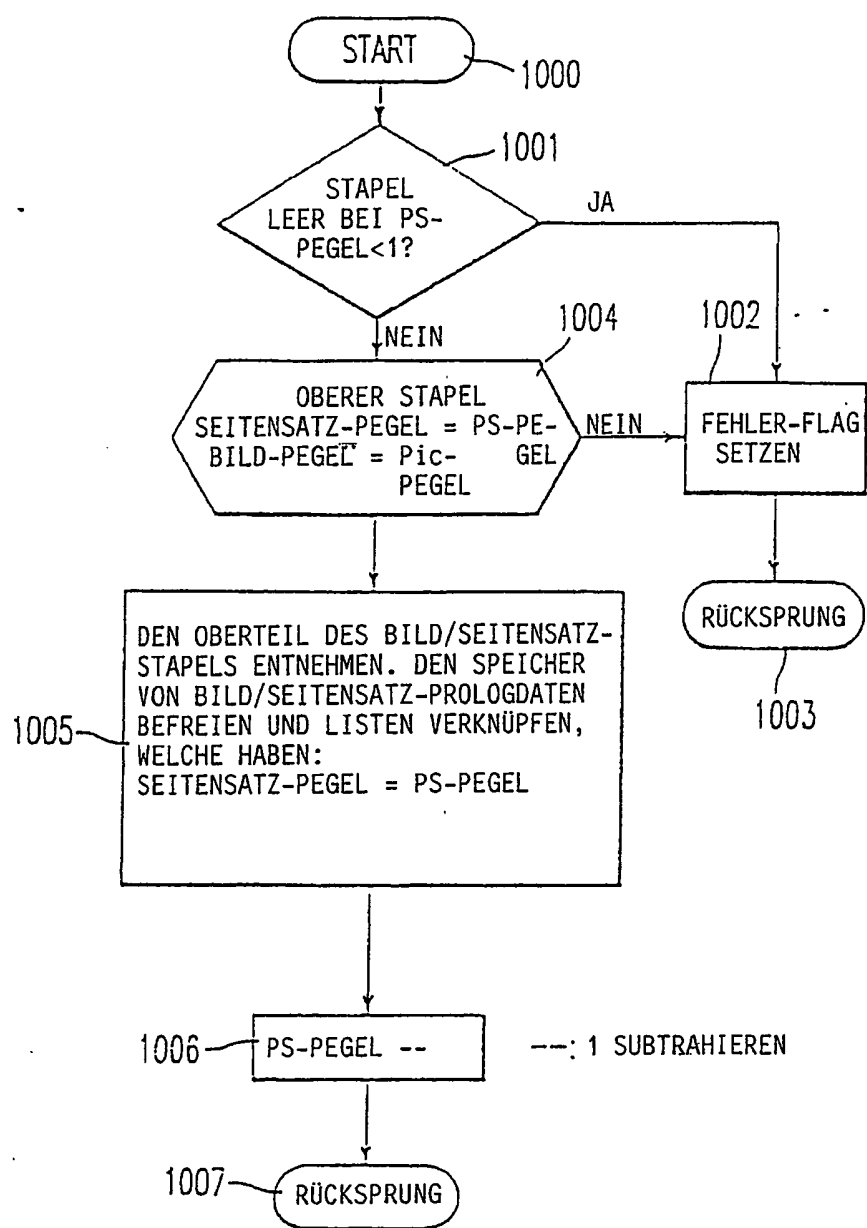 START
1000
1001
STAPEL
LEER BEI PS-
PEGEL<1?
JA
NEIN
1004
1002
OBERER STAPEL
SEITENSATZ-PEGEL = PS-PE-
BILD-PEGEL = Pic- GEL
PEGEL
NEIN
FEHLER-FLAG
SETZEN
RÜCKSPRUNG
1003
DEN OBERTEIL DES BILD/SEITENSATZ-
STAPELS ENTNEHMEN. DEN SPEICHER
VON BILD/SEITENSATZ-PROLOGDATEN
BEFREIEN UND LISTEN VERKNÜPFEN,
WELCHE HABEN:
SEITENSATZ-PEGEL = PS-PEGEL
1005
1006
PS-PEGEL --
--: 1 SUBTRAHIEREN
1007
RÜCKSPRUNG